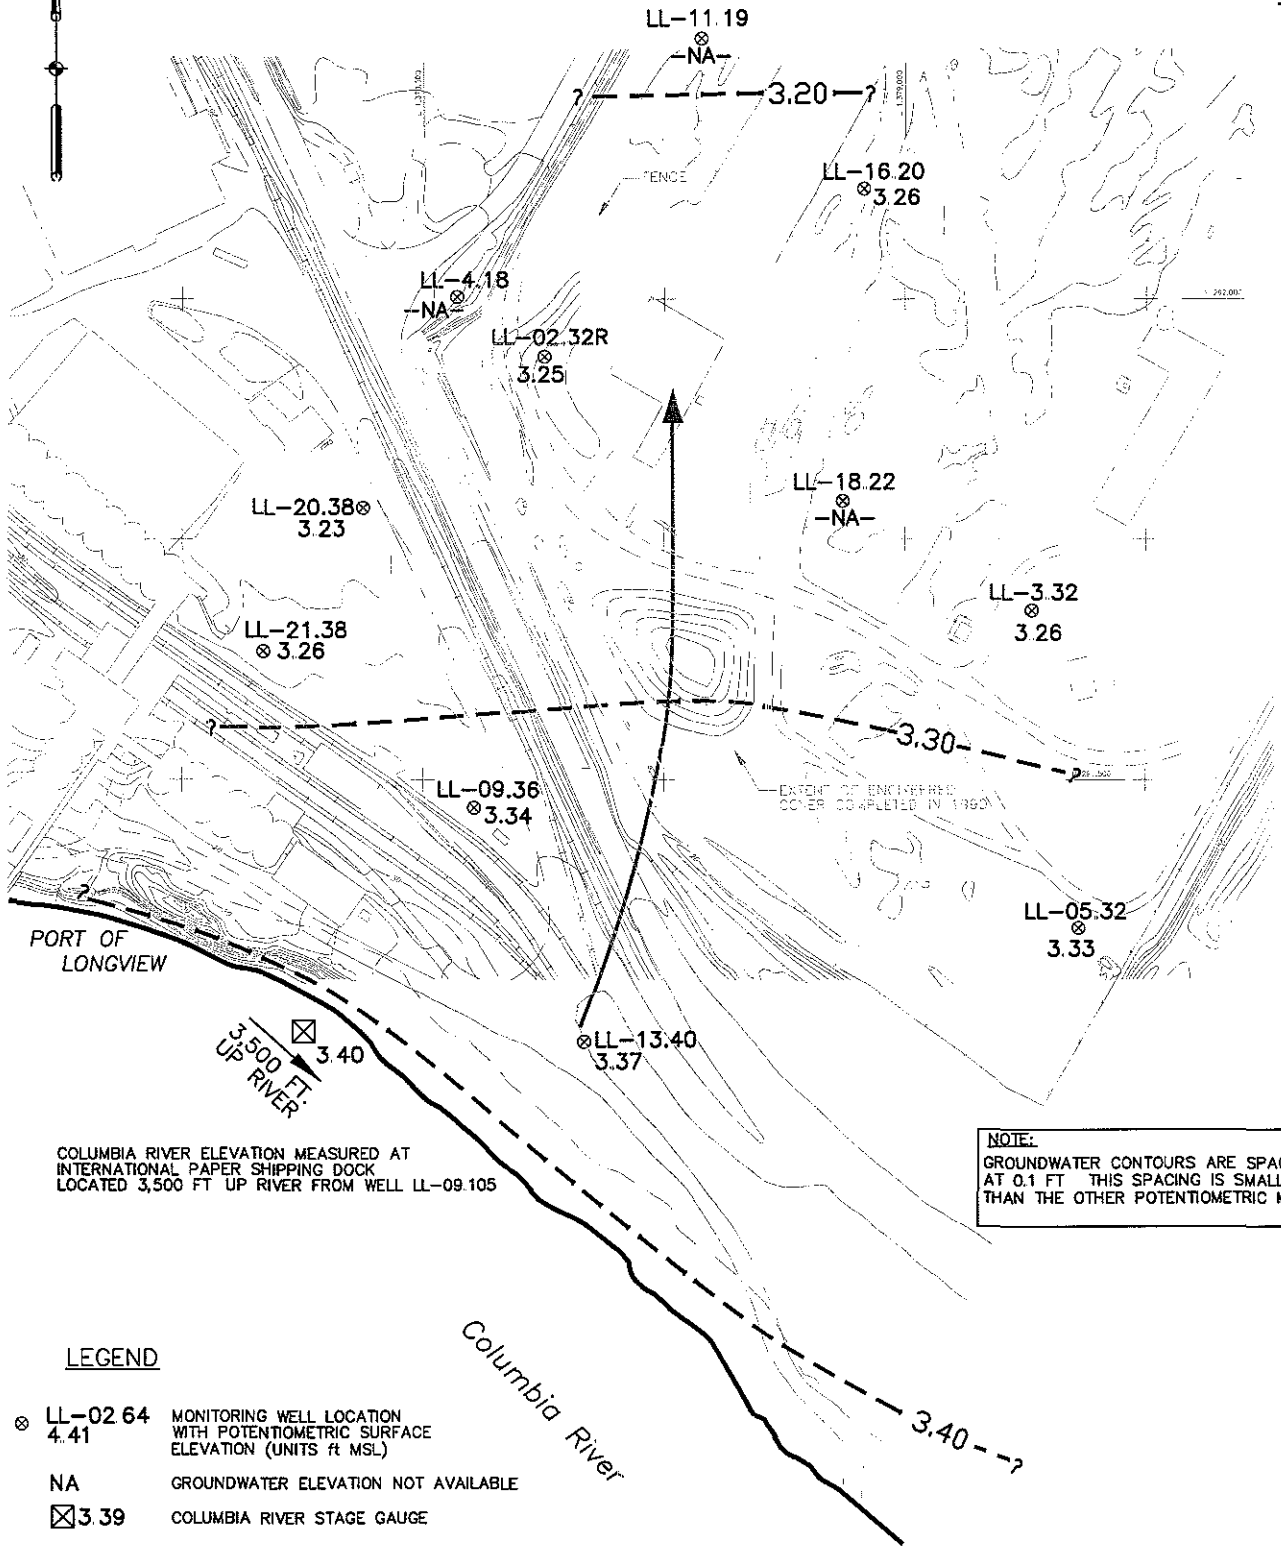 LL-11.19
-NA-
?
3.20
?
1,379,000
A
LL-16.20
3.26
FENCE
LL-4.18
-NA-
LL-02.32R
3.25
LL-18.22
-NA-
LL-20.38
3.23
LL-3.32
3.26
LL-21.38
3.26
?
3.30
?
LL-09.36
3.34
EXTENT OF ENGINEERED
COVER COMPLETED IN
?
PORT OF
LONGVIEW
LL-05.32
3.33
3.40
3,500 FT.
UP RIVER
LL-13.40
3.37
COLUMBIA RIVER ELEVATION MEASURED AT
INTERNATIONAL PAPER SHIPPING DOCK
LOCATED 3,500 FT UP RIVER FROM WELL LL-09.105
NOTE:
GROUNDWATER CONTOURS ARE SPA
AT 0.1 FT THIS SPACING IS SMALL
THAN THE OTHER POTENTIOMETRIC
Columbia River
3.40
?
LEGEND
LL-02 64
4.41
MONITORING WELL LOCATION
WITH POTENTIOMETRIC SURFACE
ELEVATION (UNITS ft MSL)
NA
GROUNDWATER ELEVATION NOT AVAILABLE
3.39
COLUMBIA RIVER STAGE GAUGE